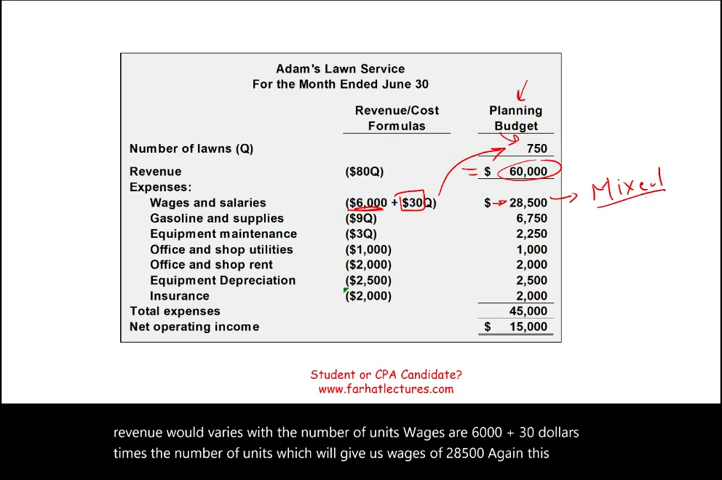 Adam's Lawn Service
For the Month Ended June 30
Revenue/Cost Formulas Planning Budget
Number of lawns (Q) 750
Revenue ($80Q) = $ 60,000
Expenses:
Wages and salaries ($6,000 + $30Q) $ 28,500 Mixed
Gasoline and supplies ($9Q) 6,750
Equipment maintenance ($3Q) 2,250
Office and shop utilities ($1,000) 1,000
Office and shop rent ($2,000) 2,000
Equipment Depreciation ($2,500) 2,500
Insurance ($2,000) 2,000
Total expenses 45,000
Net operating income $ 15,000
Student or CPA Candidate?
www.farhatlectures.com
revenue would varies with the number of units Wages are 6000 + 30 dollars
times the number of units which will give us wages of 28500 Again this